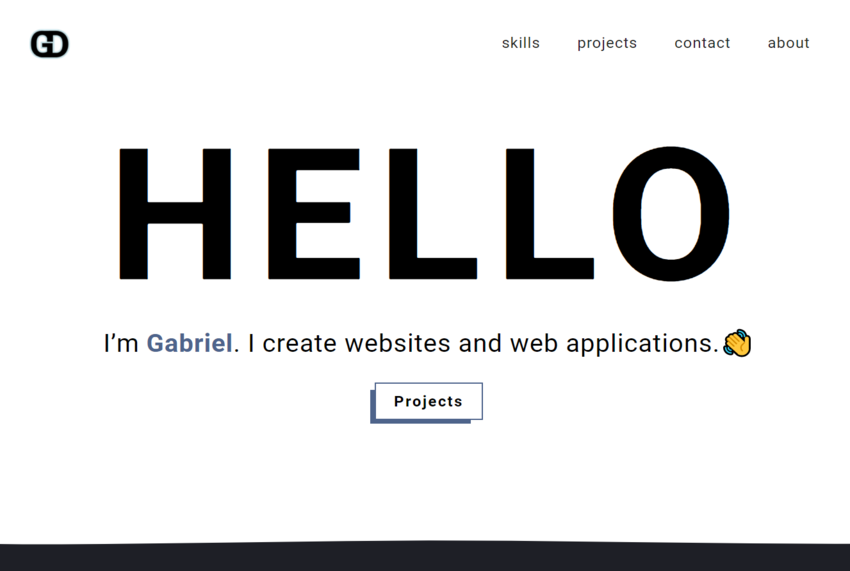 GD
skills projects contact about
HELLO
I’m Gabriel. I create websites and web applications.👋
Projects